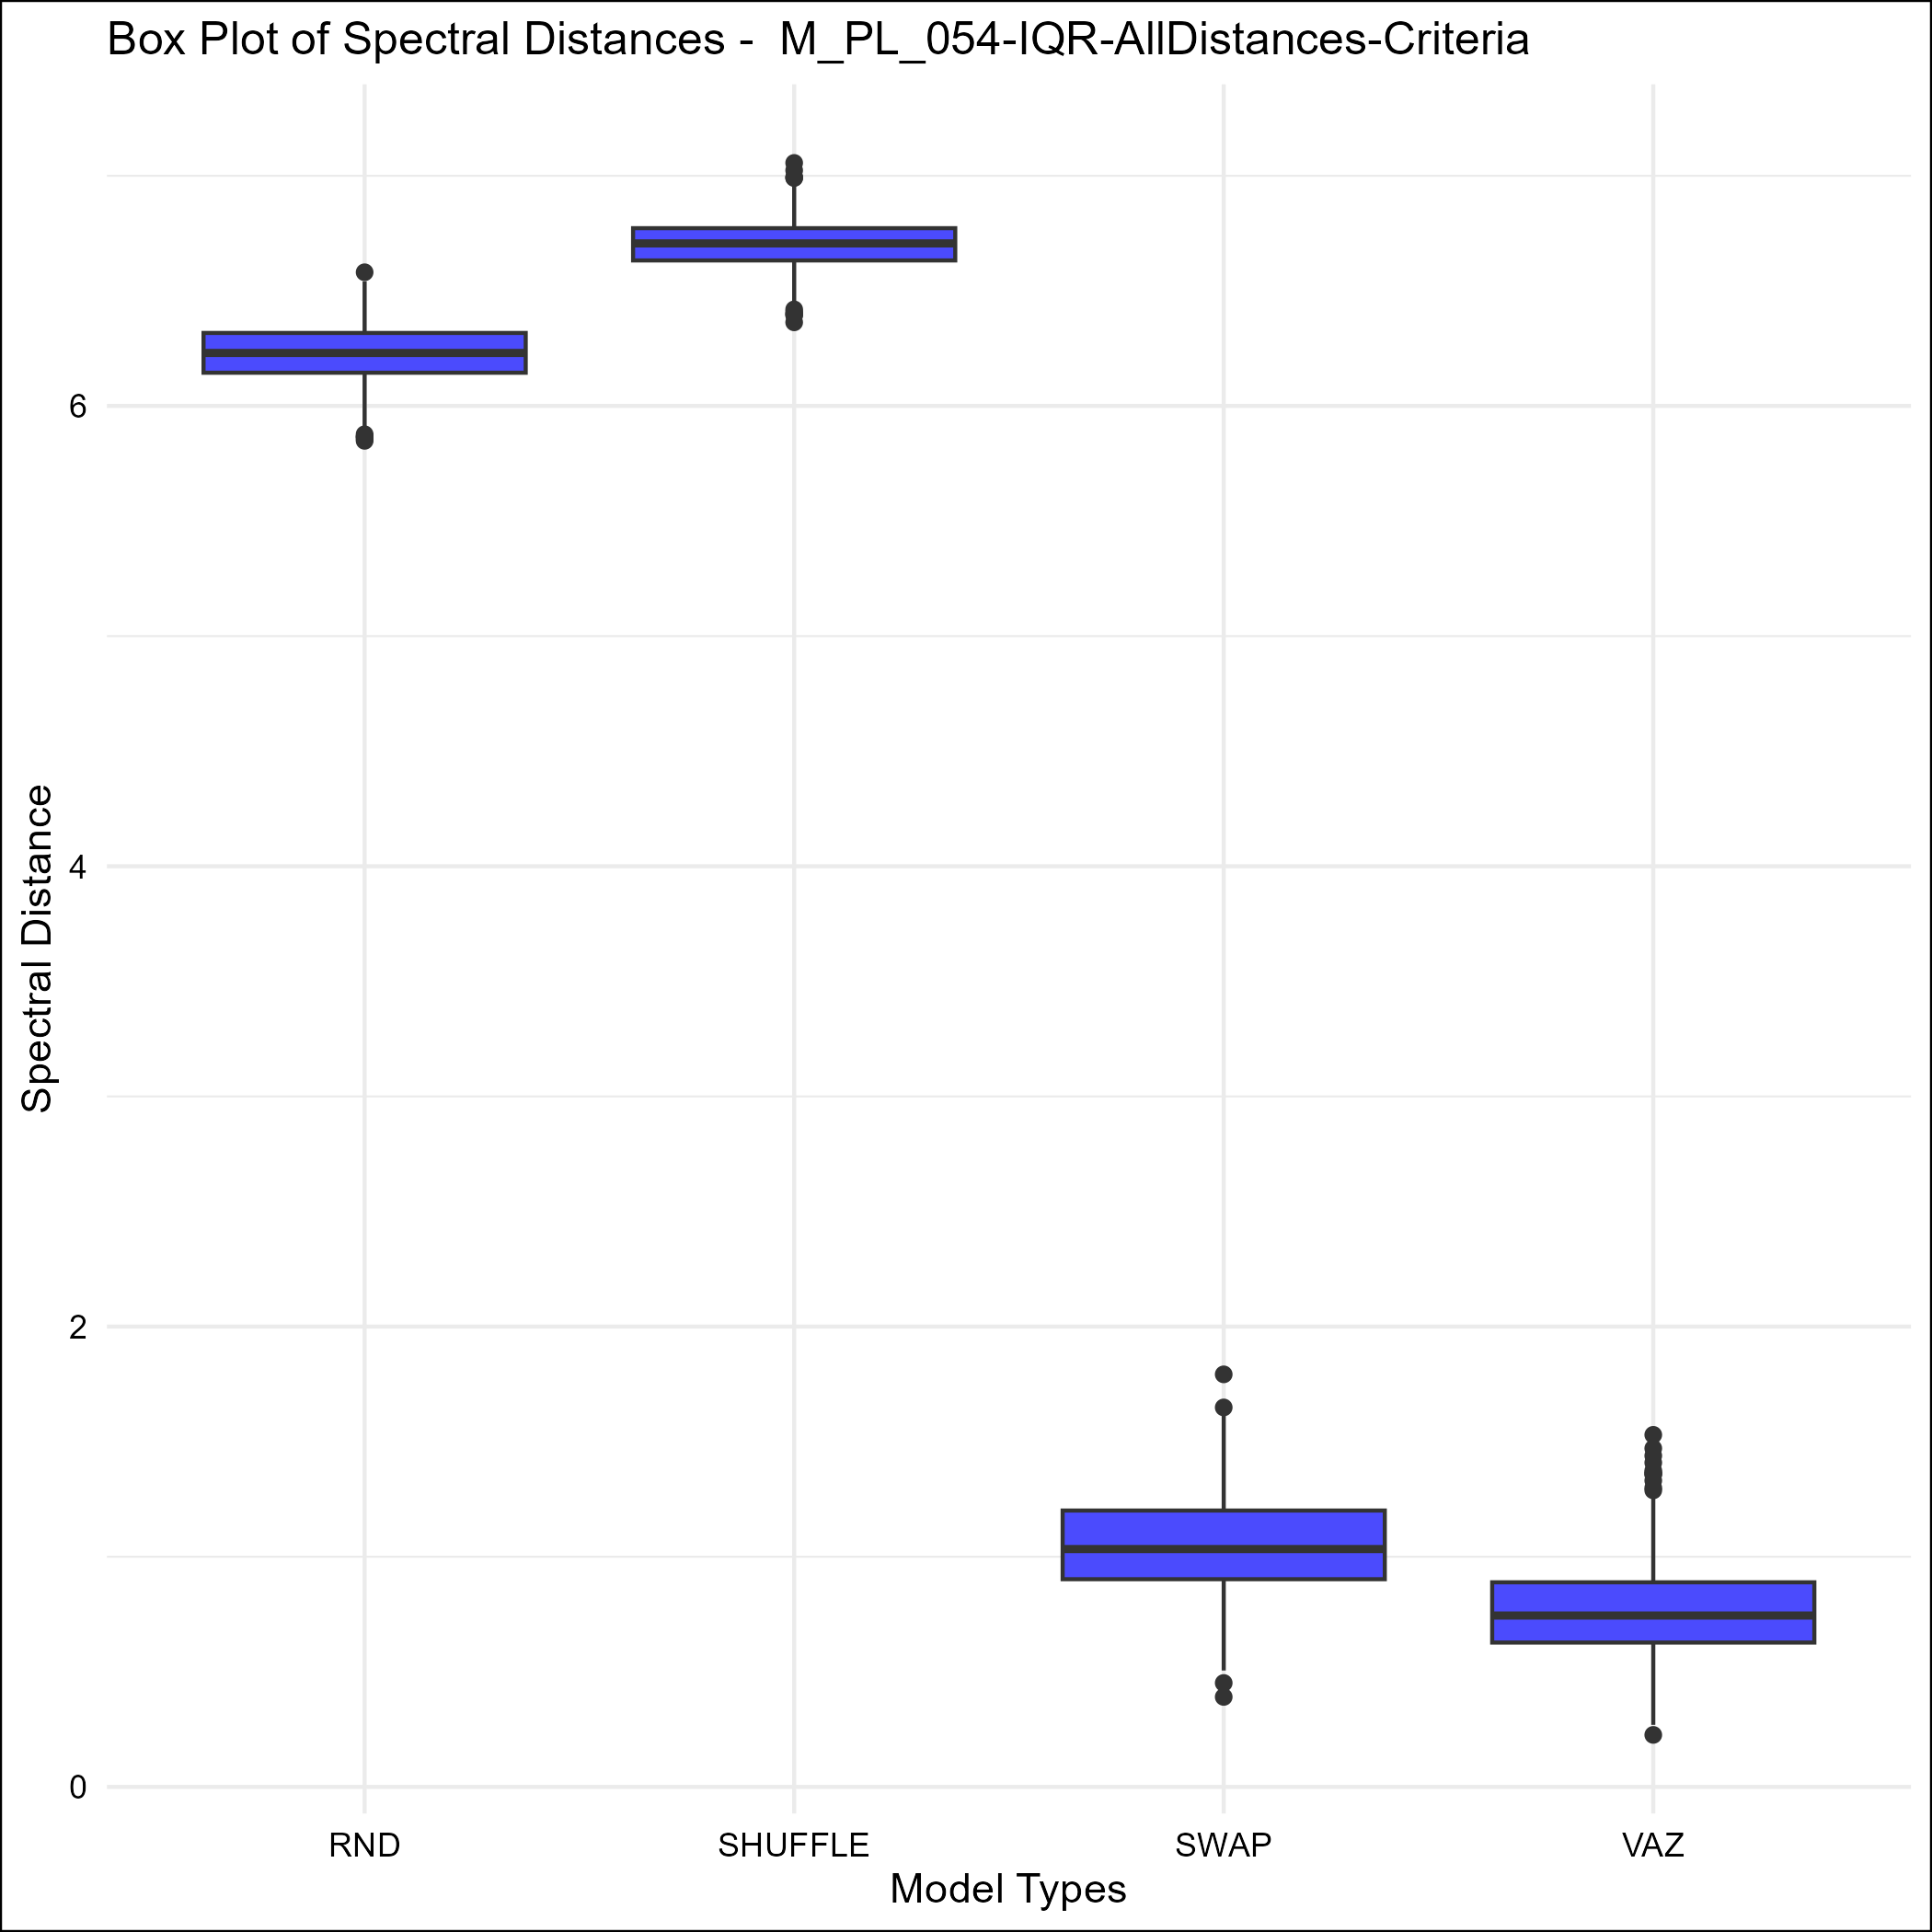 Box Plot of Spectral Distances -  M_PL_054-IQR-AllDistances-Criteria
Spectral Distance
6
4
2
0
RND SHUFFLE SWAP VAZ
Model Types